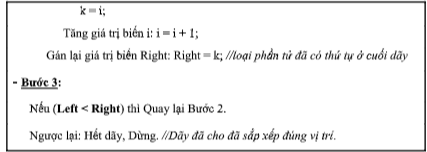 k = i;
Tăng giá trị biến i: i = i + 1;
Gán lại giá trị biến Right: Right = k; //loại phần tử đã có thứ tự ở cuối dãy
- Bước 3:
Nếu (Left < Right) thì Quay lại Bước 2.
Ngược lại: Hết dãy, Dừng. //Dãy đã cho đã sắp xếp đúng vị trí.